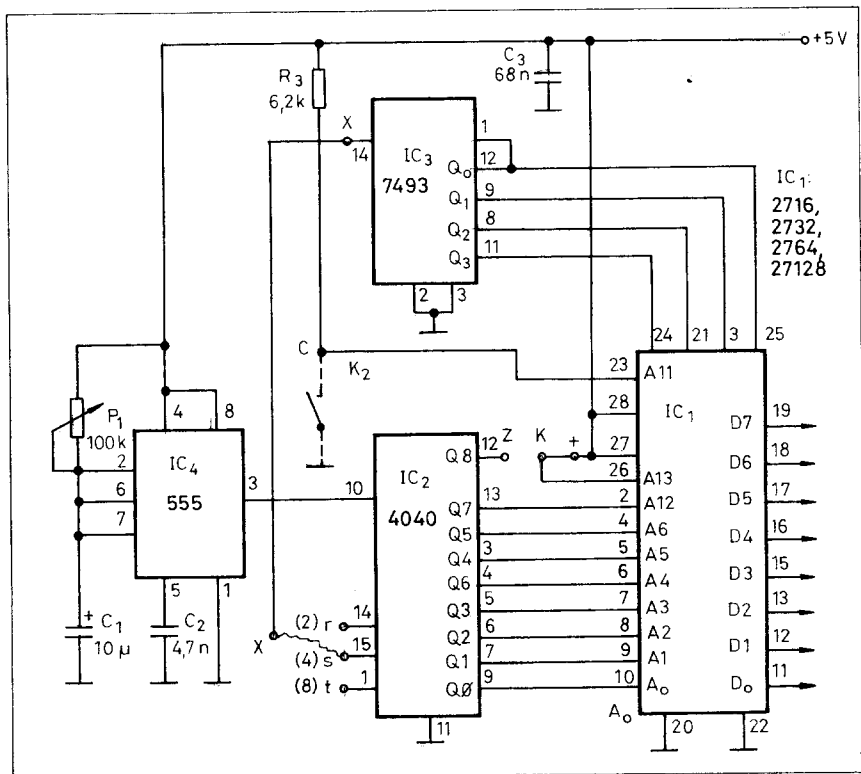 +5V
C3
68n
R3
6,2k
X
14
IC3
7493
1
12
Q0
9
Q1
8
Q2
11
Q3
2
3
IC1:
2716,
2732,
2764,
27128
24
21
3
25
C
K2
23
A11
28
IC1
27
26
A13
2
A12
4
A6
5
A5
6
A4
7
A3
8
A2
9
A1
10
A0
A0
20
22
D7
19
D6
18
D5
17
D4
16
D3
15
D2
13
D1
12
D0
11
K
+
12
Z
Q8
IC2
4040
10
13
Q7
4
Q5
3
Q4
4
Q6
5
Q3
6
Q2
7
Q1
9
QØ
14
(2) r
15
(4) s
1
(8) t
11
X
P1
100k
4
8
2
6
7
IC4
555
3
5
1
+
C1
10 μ
C2
4,7n